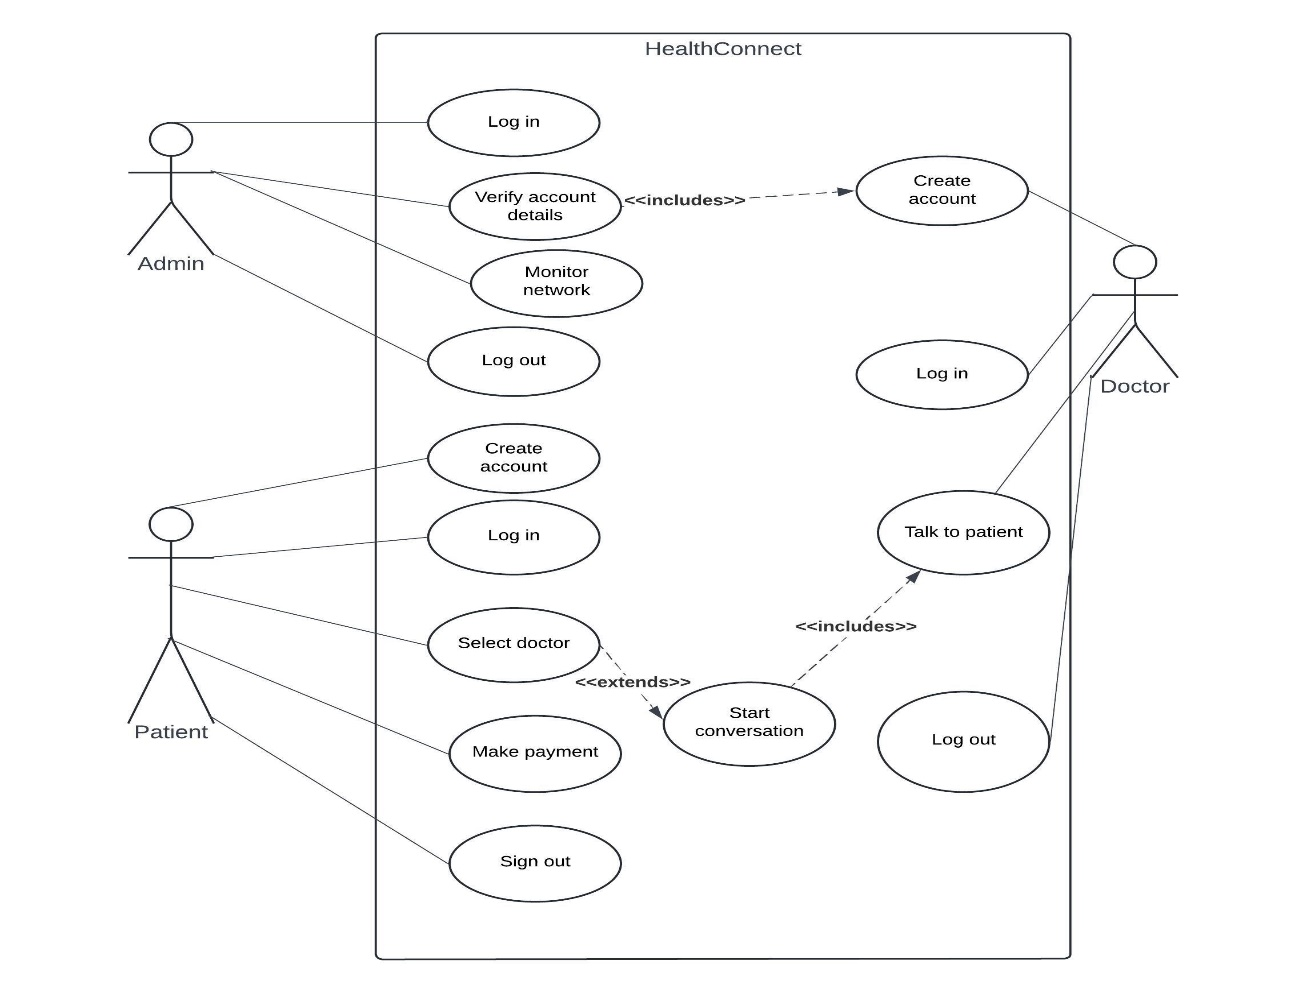 HealthConnect
Log in
Verify account
details
<<includes>>
Create
account
Admin
Monitor
network
Log out
Log in
Doctor
Create
account
Log in
Talk to patient
Select doctor
<<includes>>
<<extends>>
Start
conversation
Patient
Make payment
Log out
Sign out